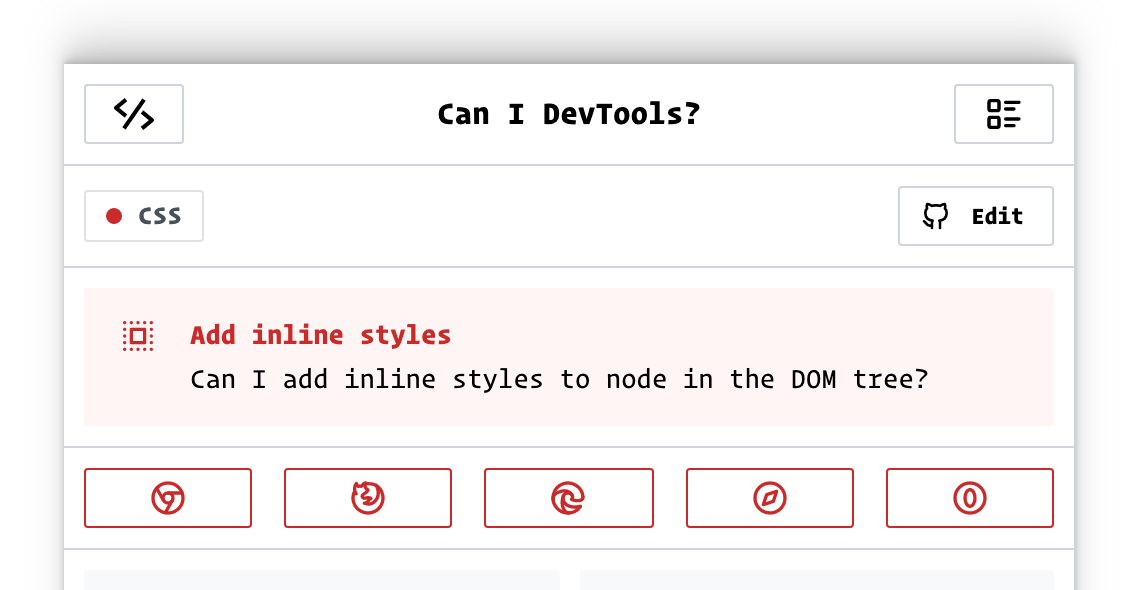 Can I DevTools?
CSS
Edit
Add inline styles
Can I add inline styles to node in the DOM tree?